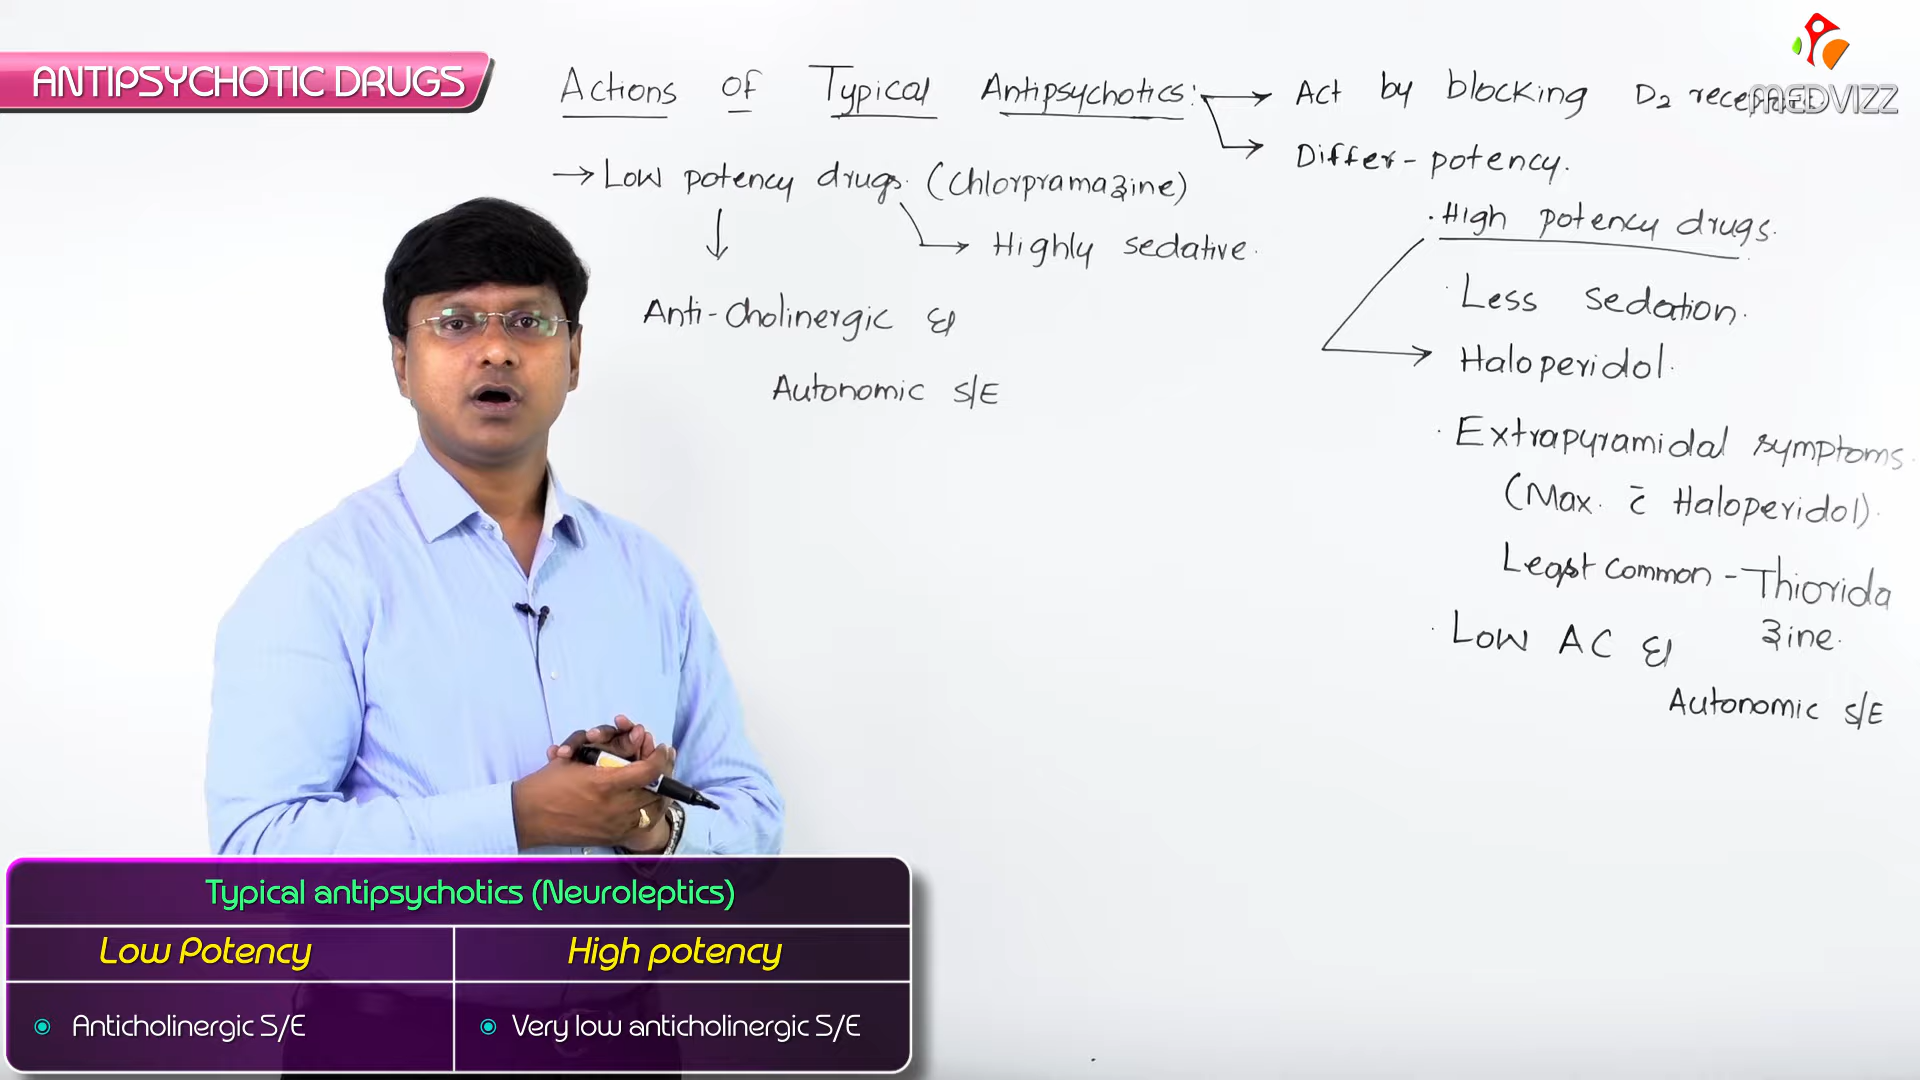 ANTIPSYCHOTIC DRUGS
MEDVIZZ
Actions of Typical Antipsychotics: → Act by blocking D2 receptors
→ Differ - potency.
→ Low potency drugs. (Chlorpramazine)
→ Highly sedative.
Anti-cholinergic &
Autonomic S/E
. High potency drugs.
. Less sedation.
→ Haloperidol.
. Extrapyramidal symptoms.
(Max. c̄ Haloperidol).
Least common - Thiorida
zine.
. Low AC &
Autonomic S/E
Typical antipsychotics (Neuroleptics)
Low Potency
High potency
Anticholinergic S/E
Very low anticholinergic S/E